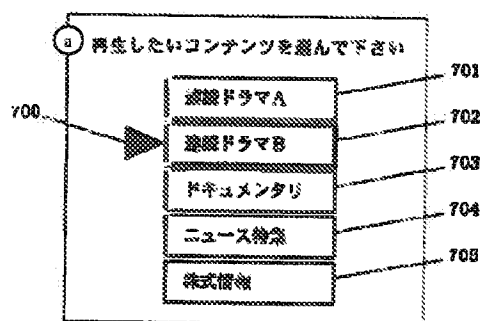 a 再生したいコンテンツを選んで下さい
701
連続ドラマA
702
700
連続ドラマB
703
ドキュメンタリ
704
ニュース特集
705
株式情報